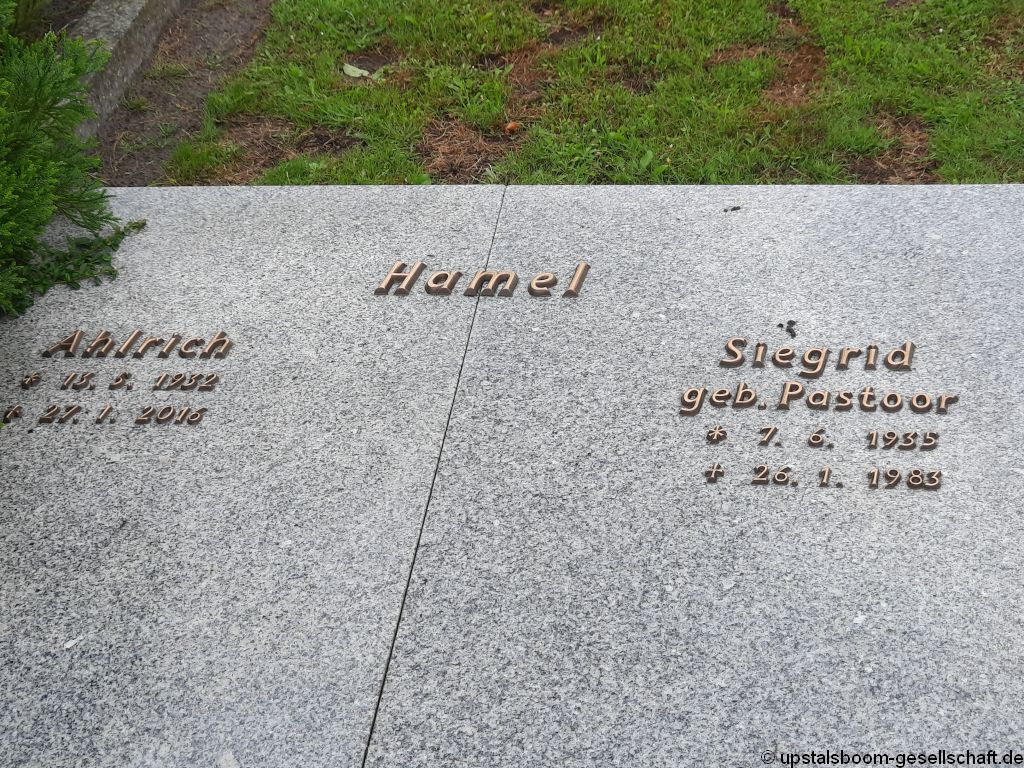 Hamel
Ahlrich
* 13. 5. 1932
+ 27. 1. 2016
Siegrid
geb. Pastoor
* 7. 6. 1935
+ 26. 1. 1983
© upstalsboom-gesellschaft.de